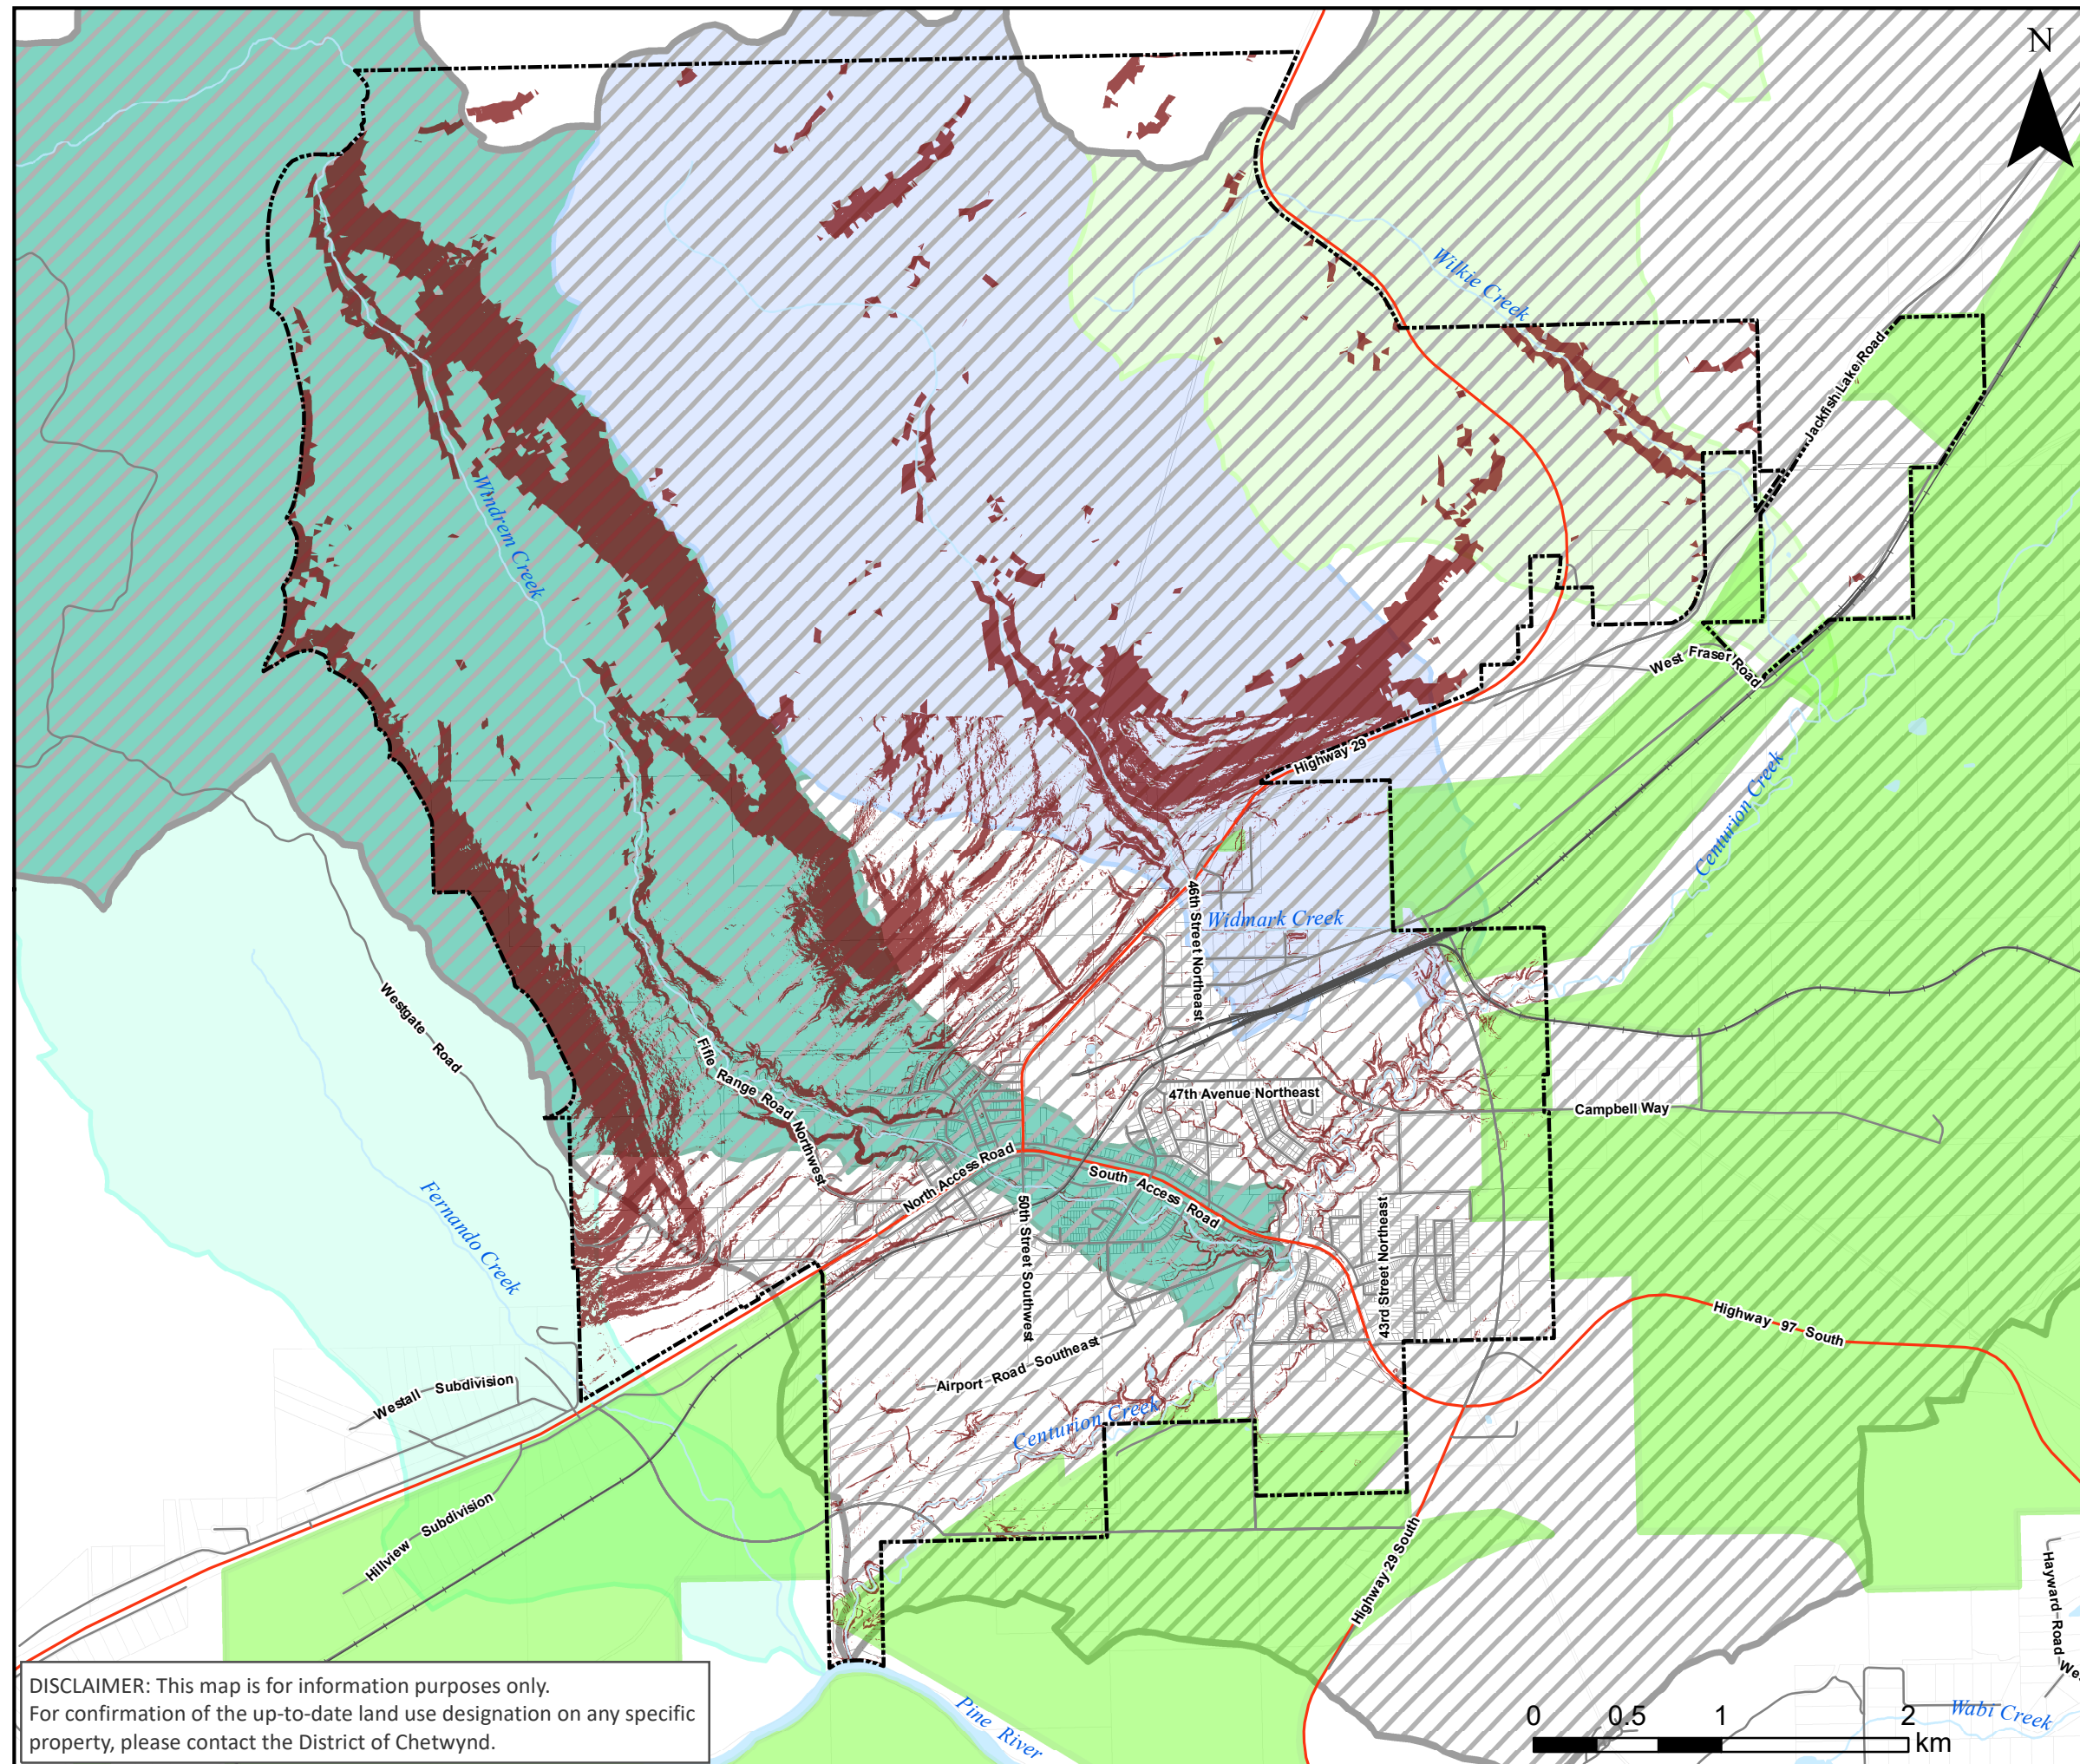 N
Wilkie Creek
Jackfish Lake Road
Windrem Creek
West Fraser Road
Highway 29
Centurion Creek
46th Street Northeast
Widmark Creek
Westgate Road
Fifle Range Road Northwest
47th Avenue Northeast
Campbell Way
North Access Road
South Access Road
Fernando Creek
50th Street Southwest
43rd Street Northeast
Highway 97 South
Airport Road Southeast
Westall Subdivision
Centurion Creek
Hillview Subdivision
Highway 29 South
Hayward Road
Pine River
Wabi Creek
0 0.5 1 2
km
DISCLAIMER: This map is for information purposes only.
For confirmation of the up-to-date land use designation on any specific
property, please contact the District of Chetwynd.